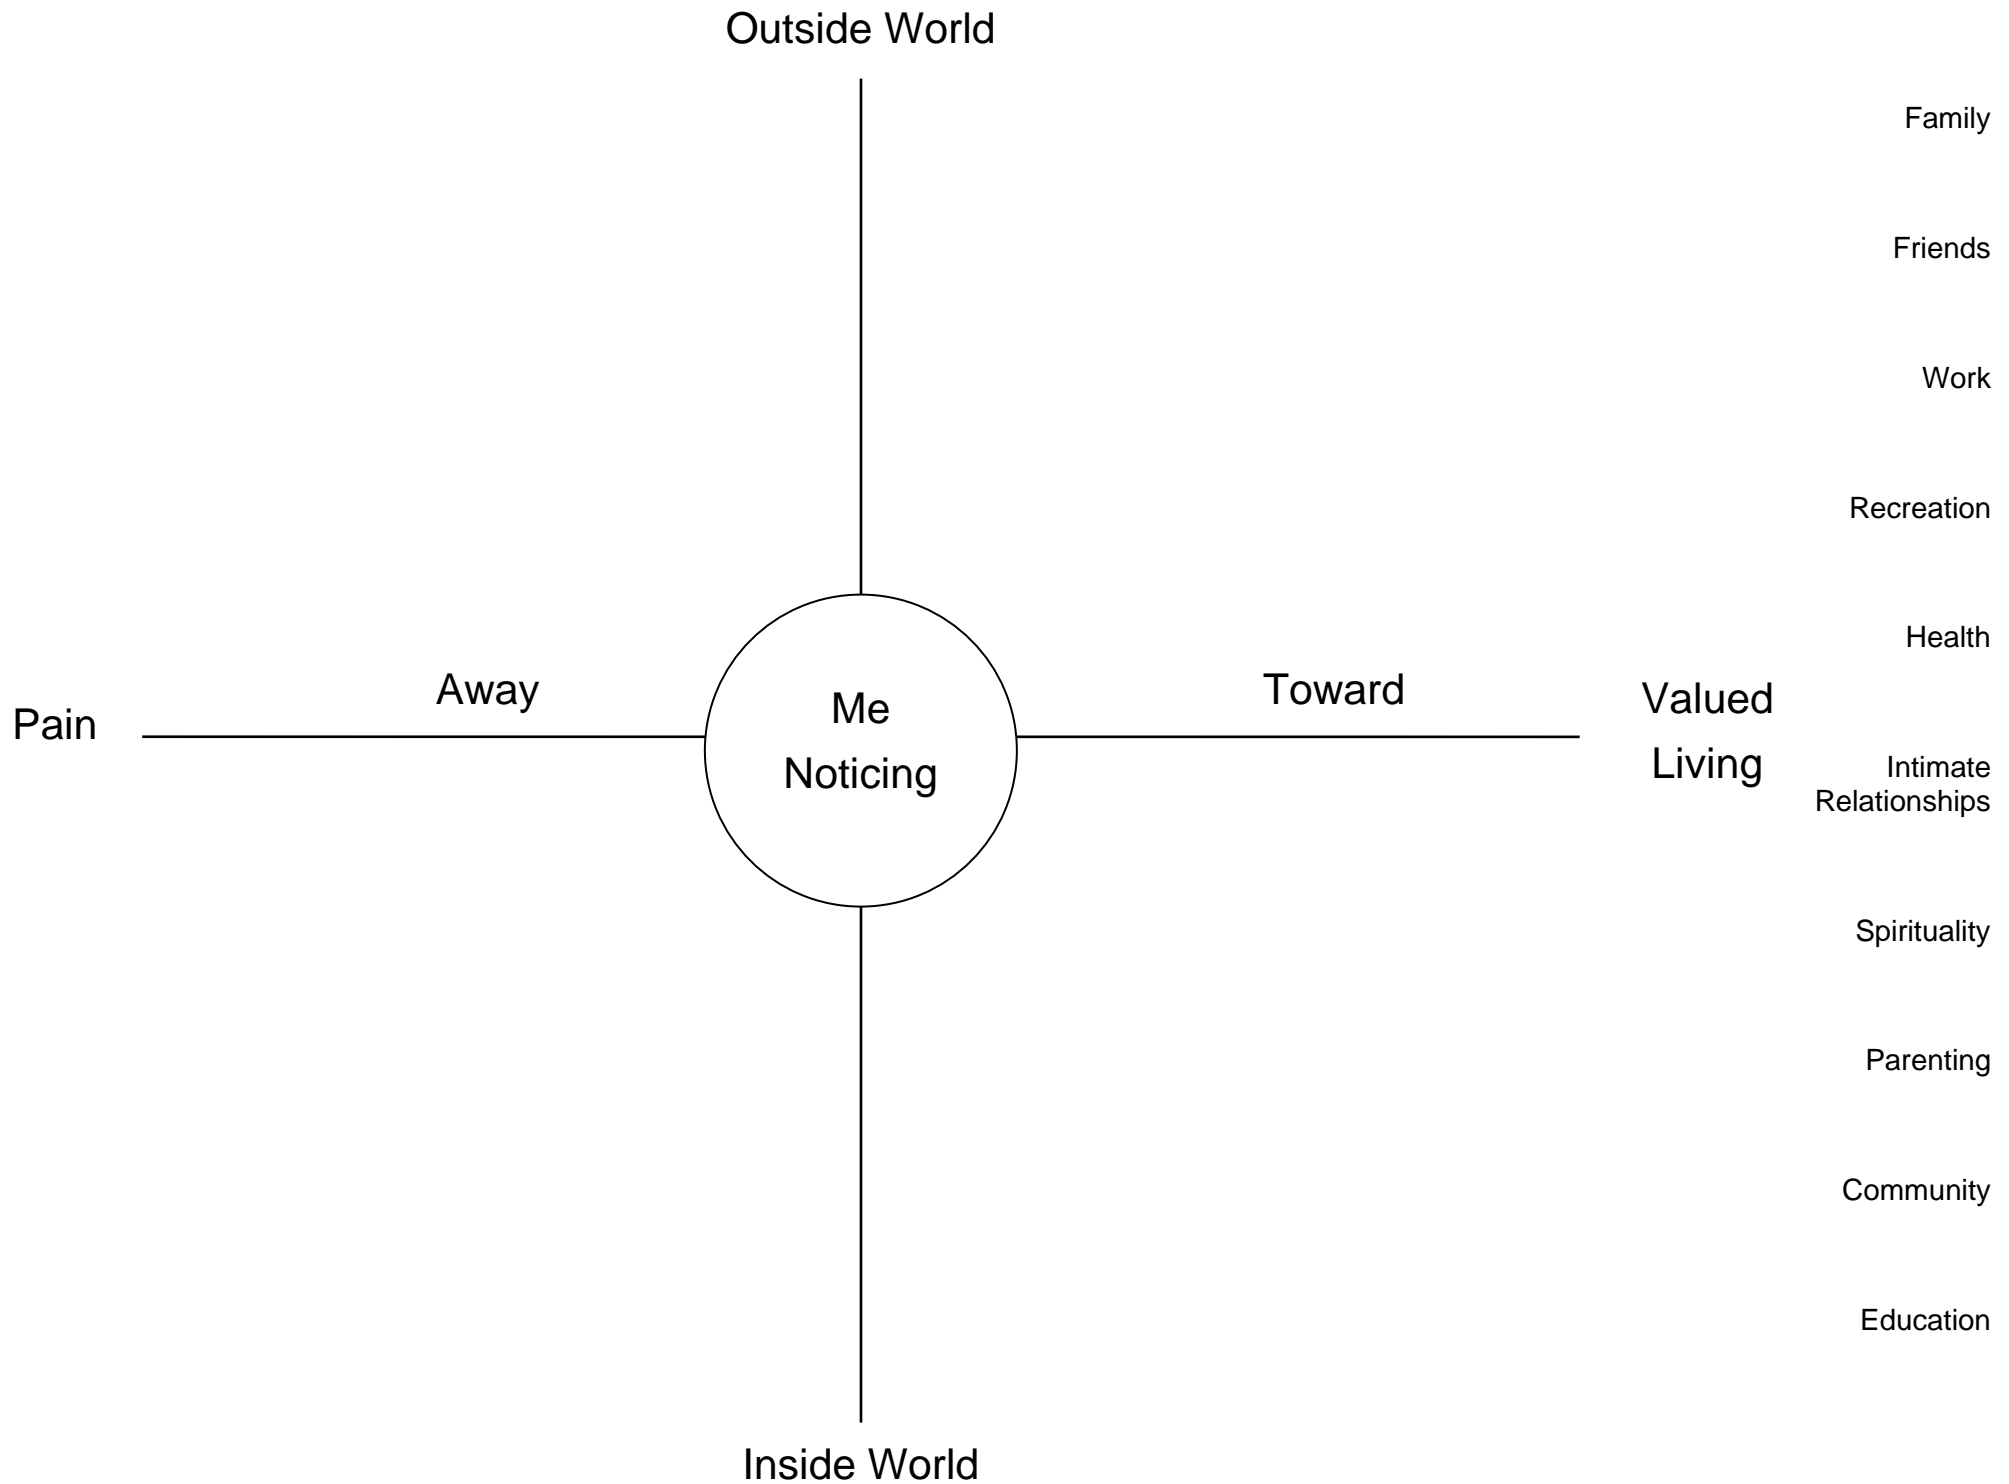 Outside World
Family
Friends
Work
Recreation
Health
Pain
Away
Me
Noticing
Toward
Valued
Living
Intimate
Relationships
Spirituality
Parenting
Community
Education
Inside World